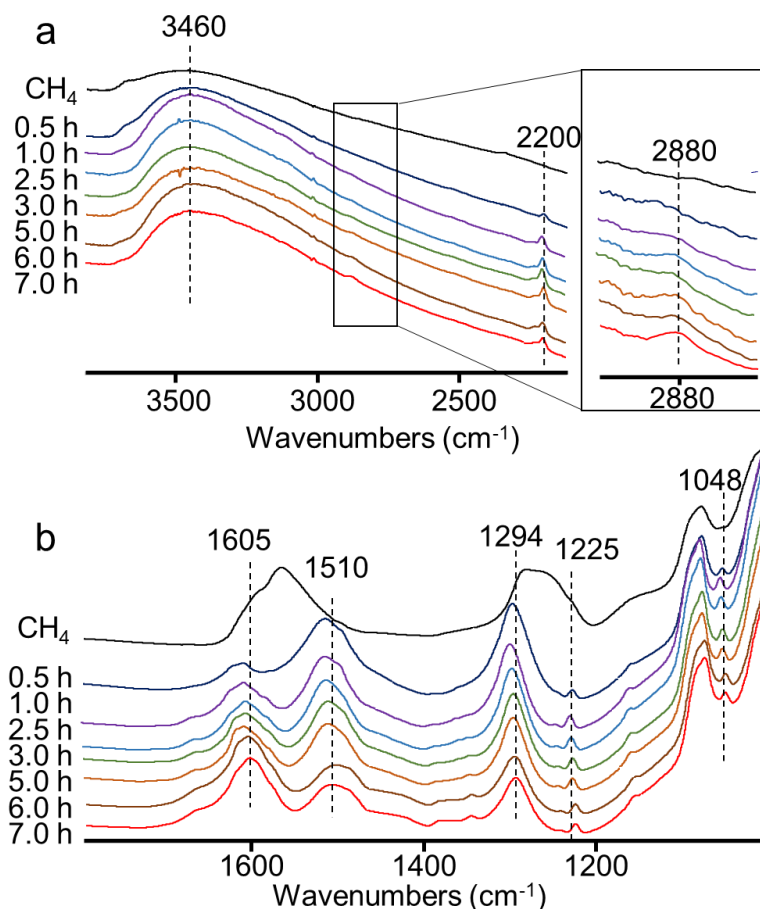 a
3460
CH4
0.5 h
1.0 h
2.5 h
3.0 h
5.0 h
6.0 h
7.0 h
2200
2880
3500
3000
2500
2880
Wavenumbers (cm-1)
b
1605
1510
1294
1225
1048
CH4
0.5 h
1.0 h
2.5 h
3.0 h
5.0 h
6.0 h
7.0 h
1600
1400
1200
Wavenumbers (cm-1)